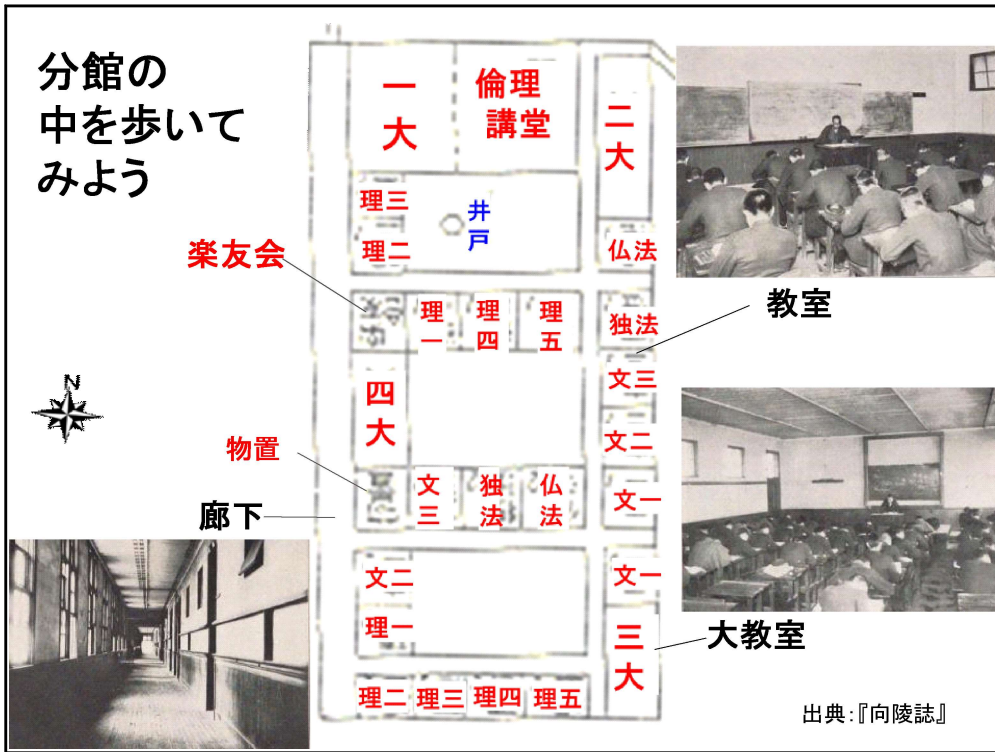 分館の
中を歩いて
みよう
一大
倫理
講堂
二大
理三
井戸
理二
仏法
楽友会
理一
理四
理五
独法
教室
文三
四大
文二
N
物置
文三
独法
仏法
文一
廊下
文二
文一
理一
三大
大教室
理二
理三
理四
理五
出典:『向陵誌』